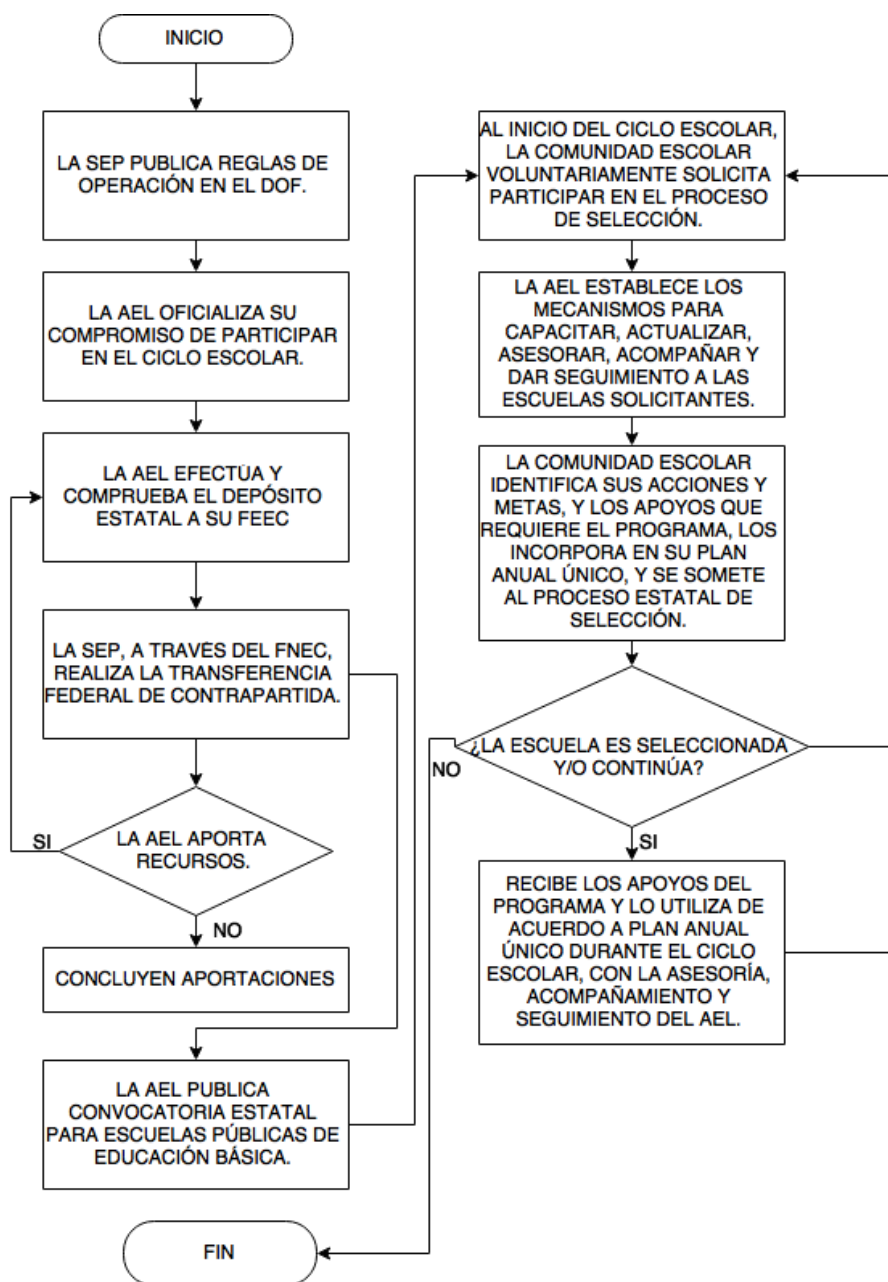 INICIO
LA SEP PUBLICA REGLAS DE
OPERACIÓN EN EL DOF.
LA AEL OFICIALIZA SU
COMPROMISO DE PARTICIPAR
EN EL CICLO ESCOLAR.
LA AEL EFECTÚA Y
COMPRUEBA EL DEPÓSITO
ESTATAL A SU FEEC
LA SEP, A TRAVÉS DEL FNEC,
REALIZA LA TRANSFERENCIA
FEDERAL DE CONTRAPARTIDA.
SI
LA AEL APORTA
RECURSOS.
NO
CONCLUYEN APORTACIONES
LA AEL PUBLICA
CONVOCATORIA ESTATAL
PARA ESCUELAS PÚBLICAS DE
EDUCACIÓN BÁSICA.
AL INICIO DEL CICLO ESCOLAR,
LA COMUNIDAD ESCOLAR
VOLUNTARIAMENTE SOLICITA
PARTICIPAR EN EL PROCESO
DE SELECCIÓN.
LA AEL ESTABLECE LOS
MECANISMOS PARA
CAPACITAR, ACTUALIZAR,
ASESORAR, ACOMPAÑAR Y
DAR SEGUIMIENTO A LAS
ESCUELAS SOLICITANTES.
LA COMUNIDAD ESCOLAR
IDENTIFICA SUS ACCIONES Y
METAS, Y LOS APOYOS QUE
REQUIERE EL PROGRAMA, LOS
INCORPORA EN SU PLAN
ANUAL ÚNICO, Y SE SOMETE
AL PROCESO ESTATAL DE
SELECCIÓN.
¿LA ESCUELA ES SELECCIONADA
Y/O CONTINÚA?
NO
SI
RECIBE LOS APOYOS DEL
PROGRAMA Y LO UTILIZA DE
ACUERDO A PLAN ANUAL
ÚNICO DURANTE EL CICLO
ESCOLAR, CON LA ASESORÍA,
ACOMPAÑAMIENTO Y
SEGUIMIENTO DEL AEL.
FIN